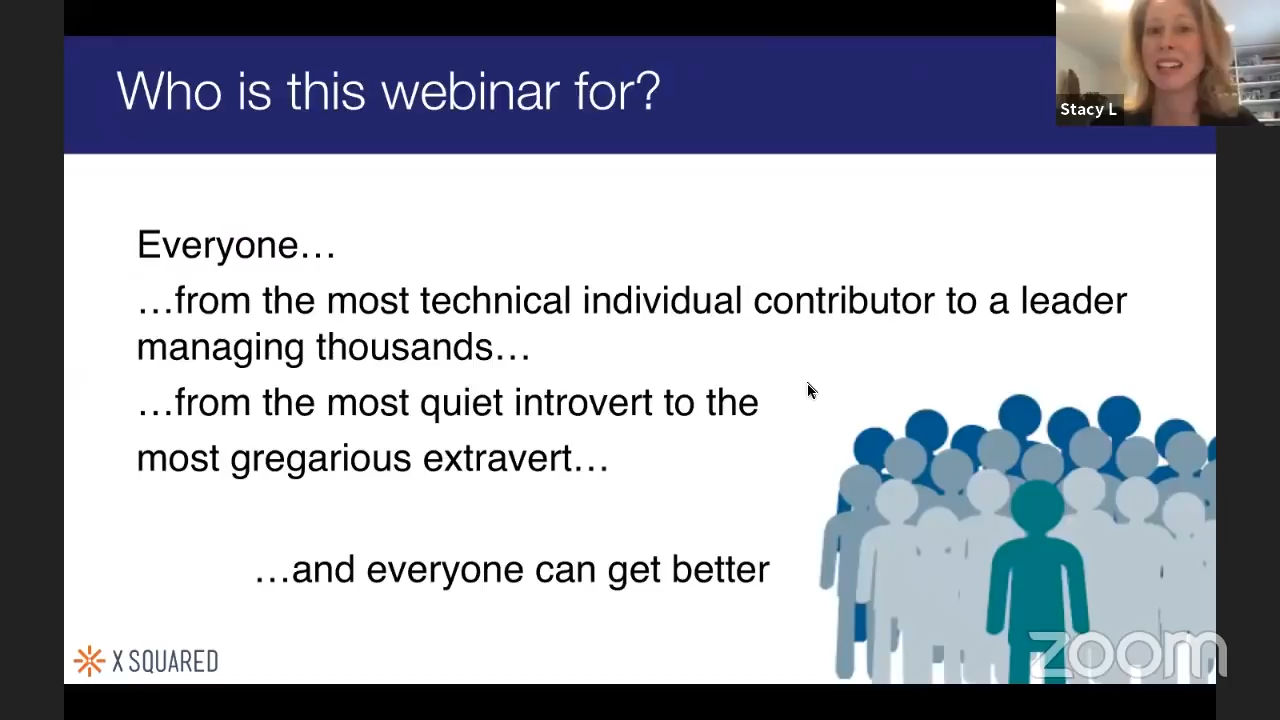 Who is this webinar for?
Stacy L
Everyone…
…from the most technical individual contributor to a leader
managing thousands…
…from the most quiet introvert to the
most gregarious extravert…
…and everyone can get better
X SQUARED
zoom